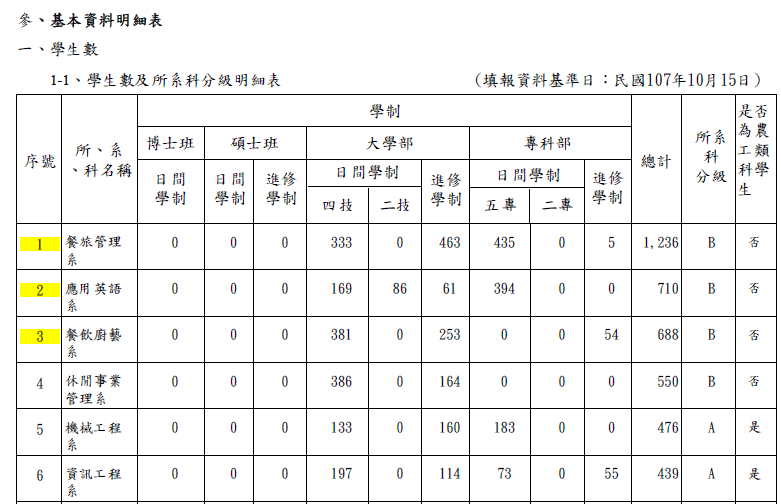 參、基本資料明細表
一、學生數
1-1、學生數及所系科分級明細表 (填報資料基準日：民國107年10月15日)
序號 所、系、科名稱 學制 總計 所系科分級 是否為農工類科學生
博士班 碩士班 大學部 專科部
日間學制 日間學制 進修學制 日間學制 進修學制 日間學制 進修學制
四技 二技 五專 二專
1 餐旅管理系 0 0 0 333 0 463 435 0 5 1,236 B 否
2 應用英語系 0 0 0 169 86 61 394 0 0 710 B 否
3 餐飲廚藝系 0 0 0 381 0 253 0 0 54 688 B 否
4 休閒事業管理系 0 0 0 386 0 164 0 0 0 550 B 否
5 機械工程系 0 0 0 133 0 160 183 0 0 476 A 是
6 資訊工程系 0 0 0 197 0 114 73 0 55 439 A 是